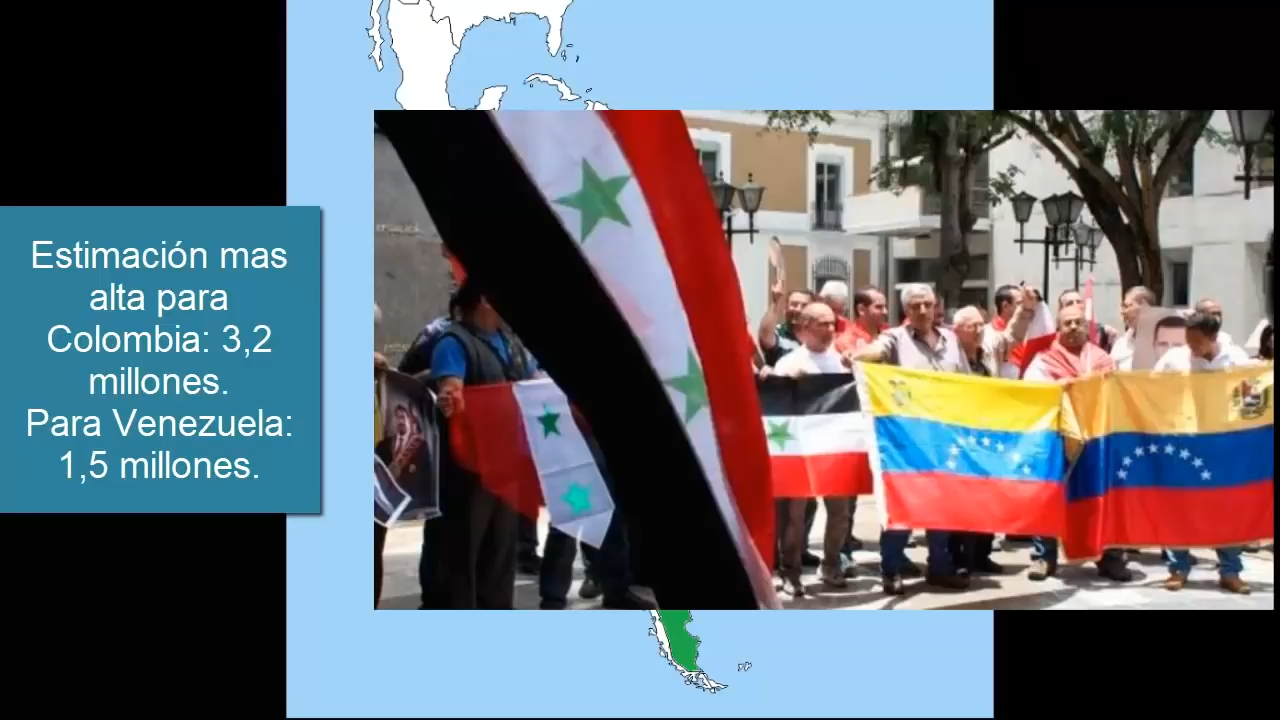 Estimación mas
alta para
Colombia: 3,2
millones.
Para Venezuela:
1,5 millones.